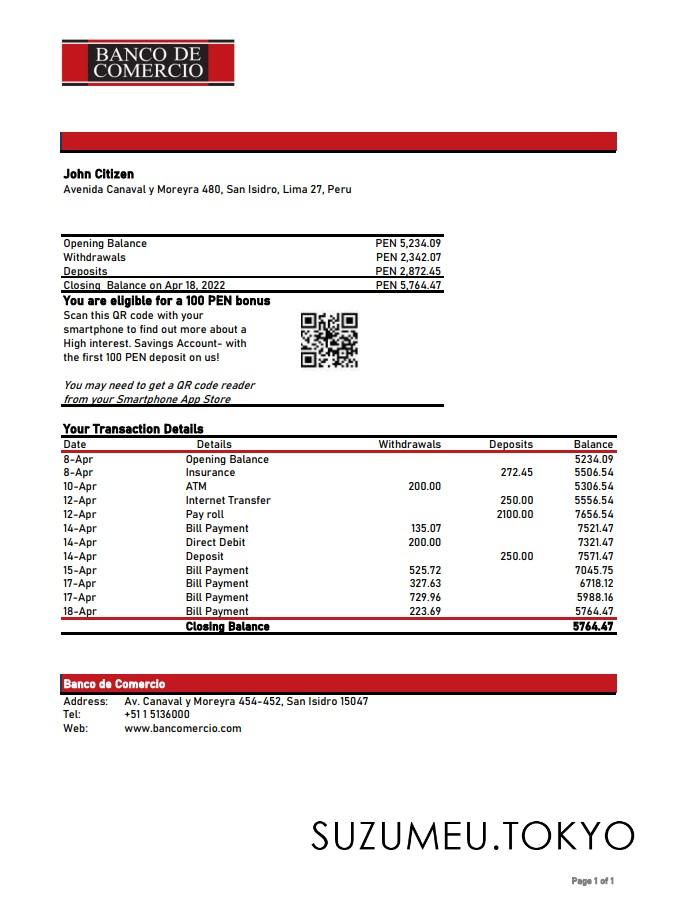 BANCO DE
COMERCIO
John Citizen
Avenida Canaval y Moreyra 480, San Isidro, Lima 27, Peru
Opening Balance PEN 5,234.09
Withdrawals PEN 2,342.07
Deposits PEN 2,872.45
Closing Balance on Apr 18, 2022 PEN 5,764.47
You are eligible for a 100 PEN bonus
Scan this QR code with your
smartphone to find out more about a
High interest. Savings Account- with
the first 100 PEN deposit on us!
You may need to get a QR code reader
from your Smartphone App Store
Your Transaction Details
Date Details Withdrawals Deposits Balance
8-Apr Opening Balance 5234.09
8-Apr Insurance 272.45 5506.54
10-Apr ATM 200.00 5306.54
12-Apr Internet Transfer 250.00 5556.54
12-Apr Pay roll 2100.00 7656.54
14-Apr Bill Payment 135.07 7521.47
14-Apr Direct Debit 200.00 7321.47
14-Apr Deposit 250.00 7571.47
15-Apr Bill Payment 525.72 7045.75
17-Apr Bill Payment 327.63 6718.12
17-Apr Bill Payment 729.96 5988.16
18-Apr Bill Payment 223.69 5764.47
Closing Balance 5764.47
Banco de Comercio
Address: Av. Canaval y Moreyra 454-452, San Isidro 15047
Tel: +51 1 5136000
Web: www.bancomercio.com
SUZUMEU.TOKYO
Page 1 of 1